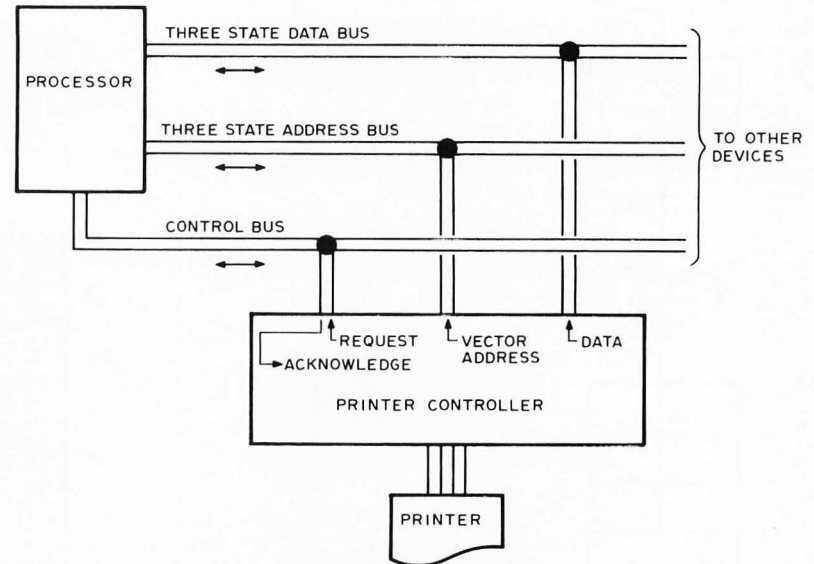 THREE STATE DATA BUS
PROCESSOR
THREE STATE ADDRESS BUS
TO OTHER
DEVICES
CONTROL BUS
REQUEST
VECTOR
ADDRESS
DATA
ACKNOWLEDGE
PRINTER CONTROLLER
PRINTER